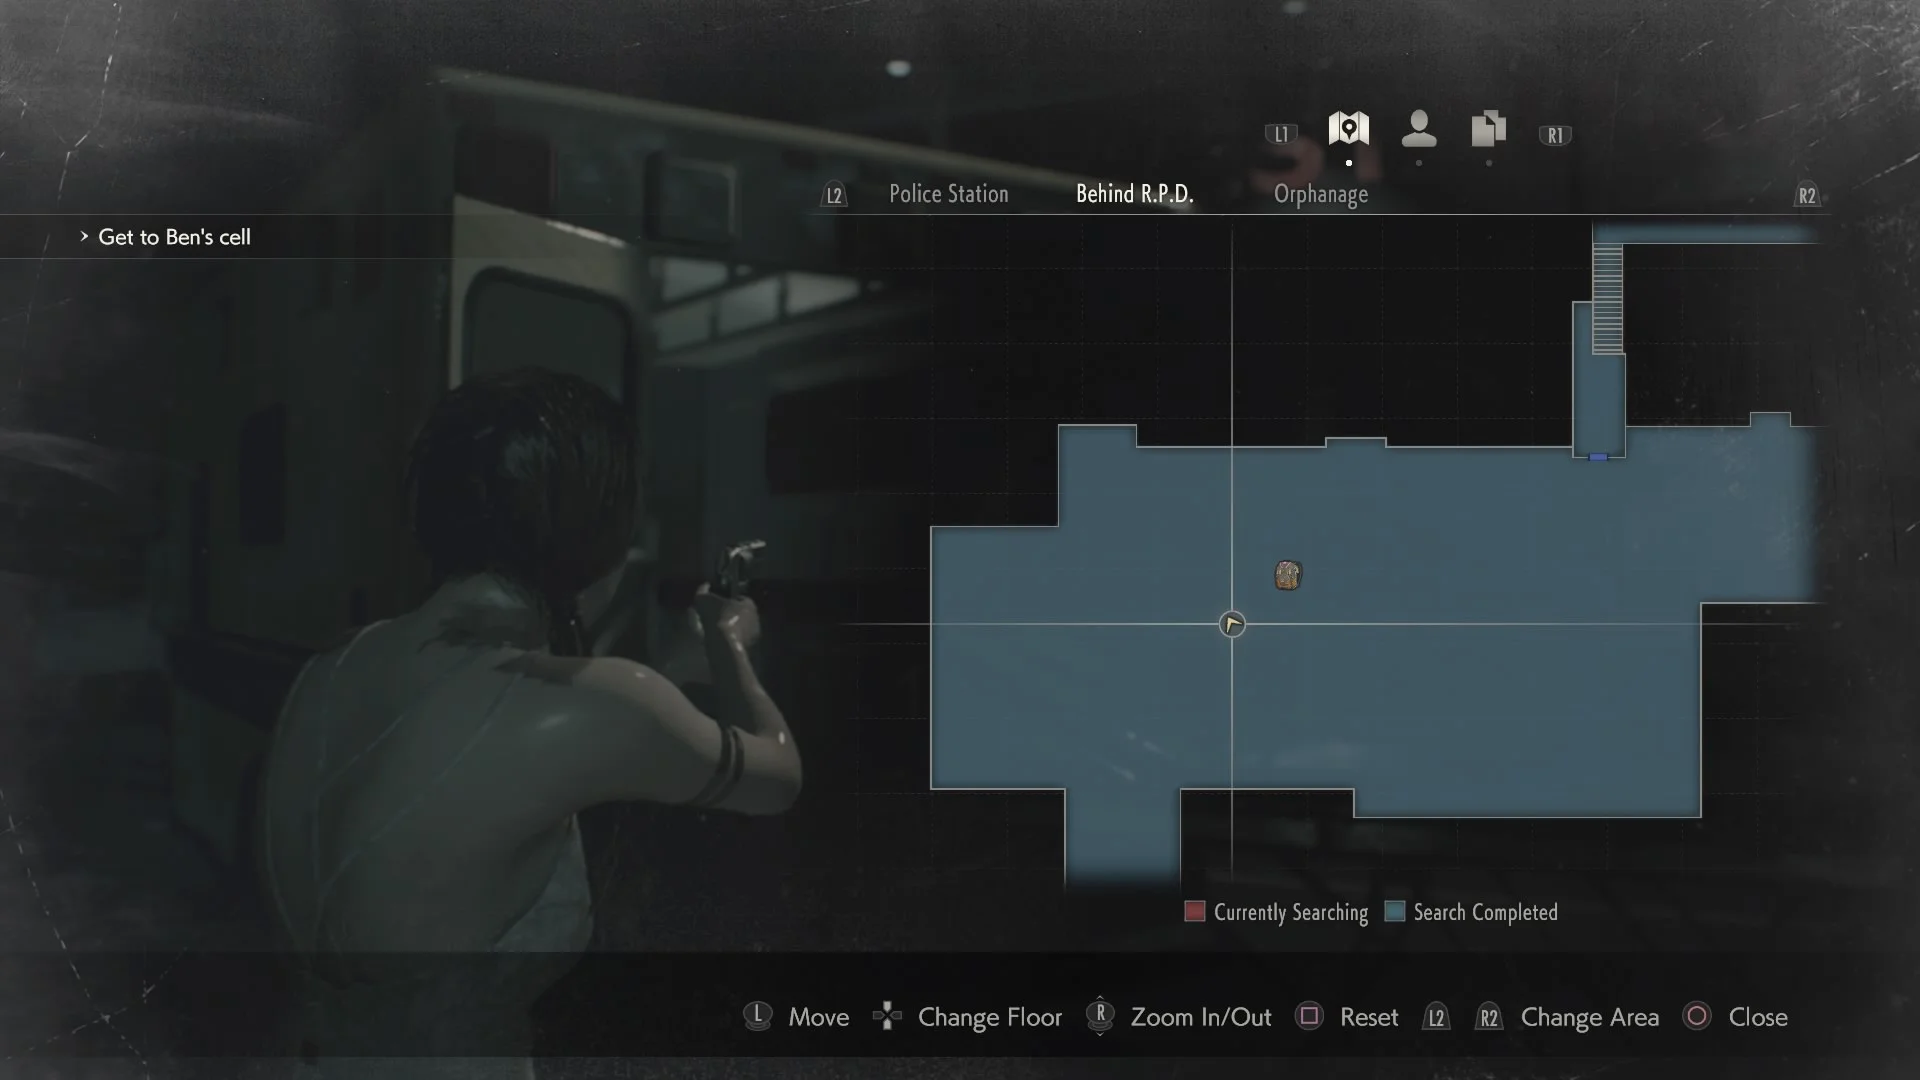 L1 R1
L2 Police Station Behind R.P.D. Orphanage R2
Get to Ben's cell
Currently Searching Search Completed
L Move Change Floor R Zoom In/Out Reset L2 R2 Change Area Close